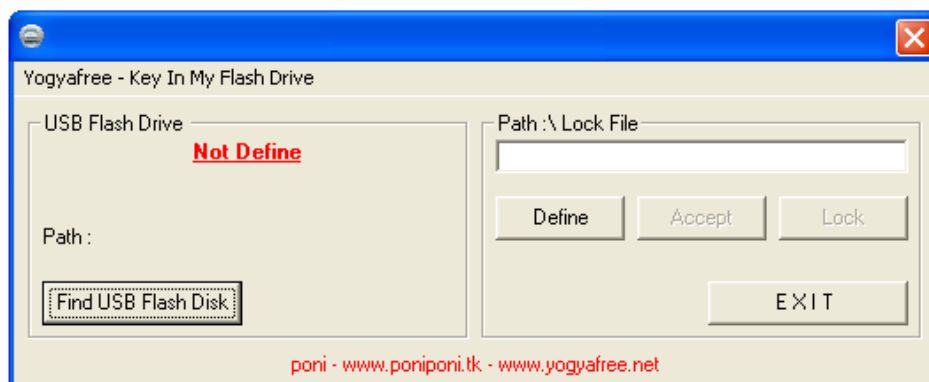 Yogyafree - Key In My Flash Drive
USB Flash Drive
Not Define
Path :
Find USB Flash Disk
Path :\ Lock File
Define Accept Lock
E X I T
poni - www.poniponi.tk - www.yogyafree.net